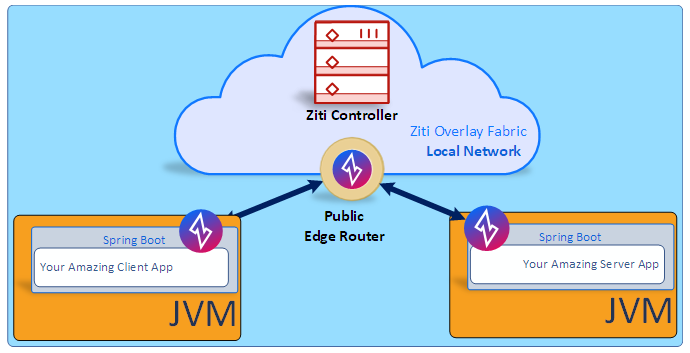 Ziti Controller
Ziti Overlay Fabric
Local Network
Public
Edge Router
Spring Boot
Your Amazing Client App
JVM
Spring Boot
Your Amazing Server App
JVM